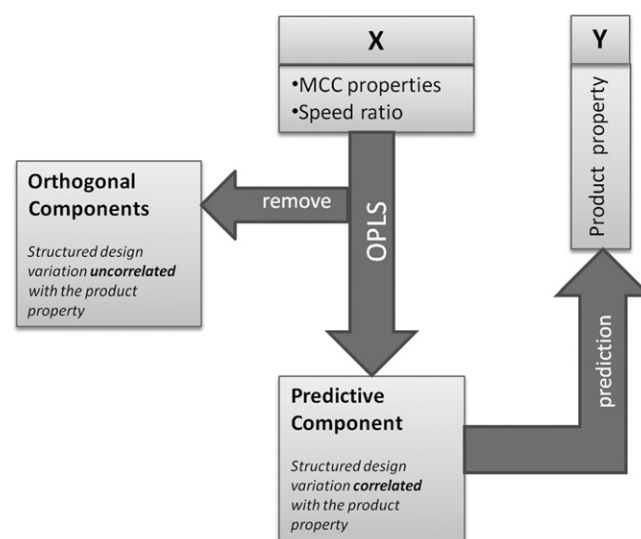 X
•MCC properties
•Speed ratio
Y
Product property
Orthogonal
Components
Structured design
variation uncorrelated
with the product
property
remove
OPLS
Predictive
Component
Structured design
variation correlated
with the product
property
prediction